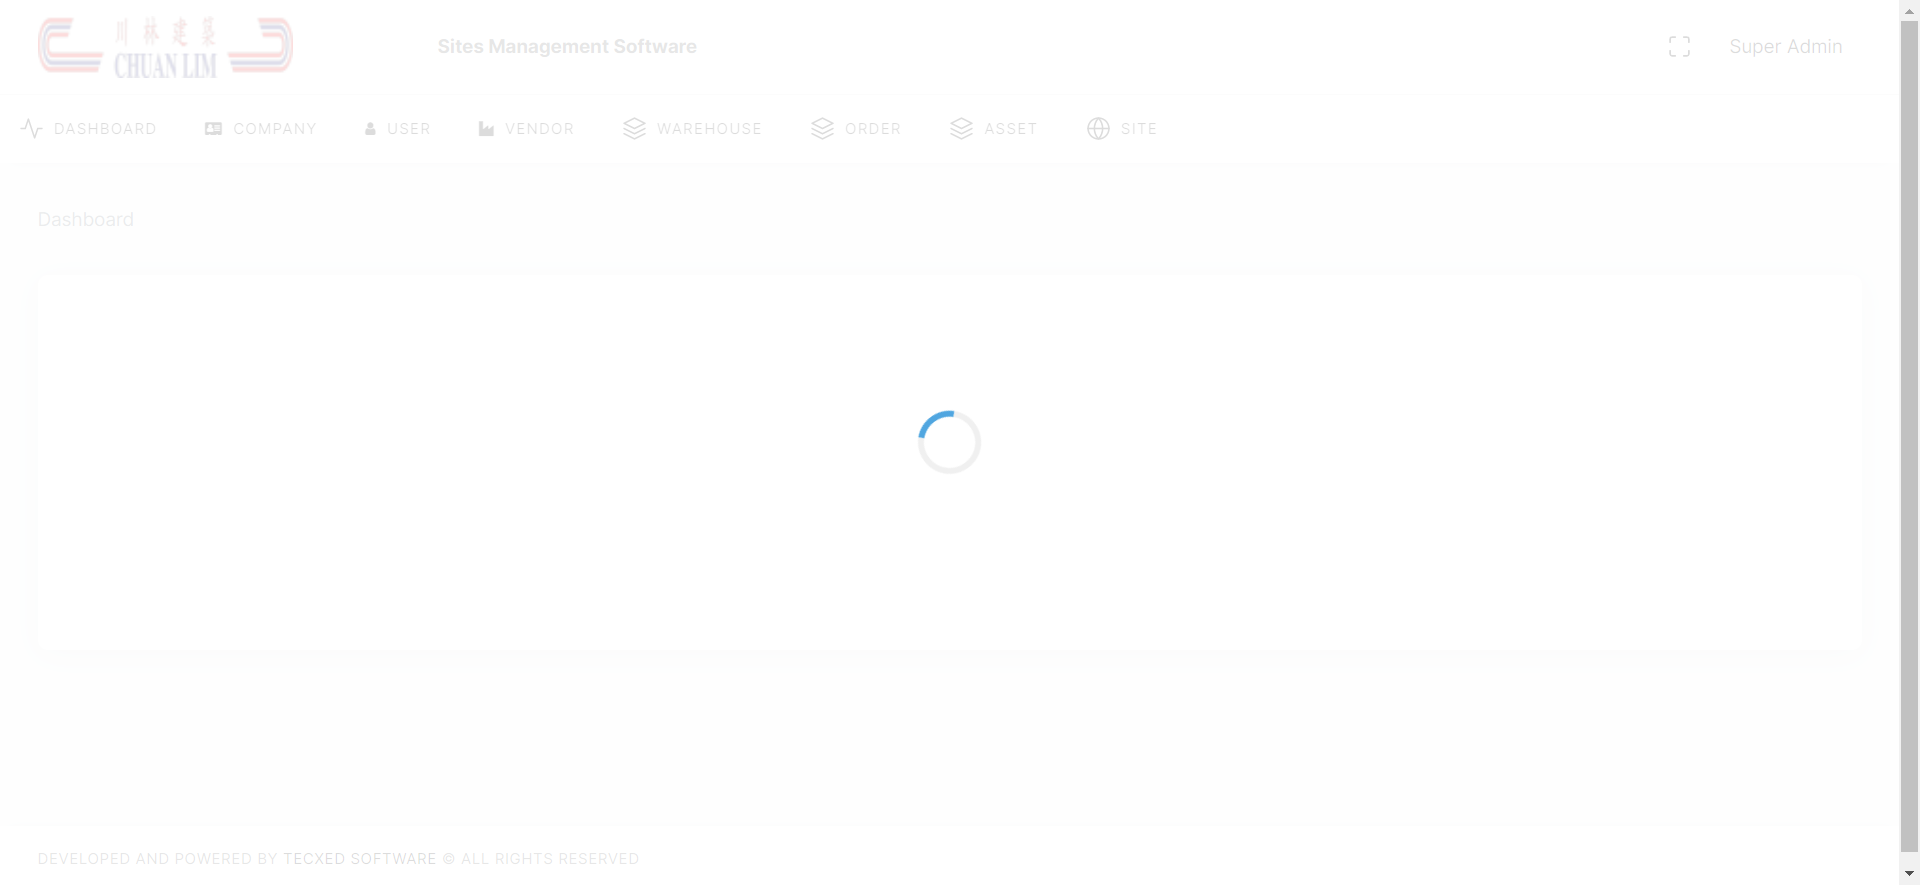 川林建築
CHUAN LIM
Sites Management Software
Super Admin
DASHBOARD
COMPANY
USER
VENDOR
WAREHOUSE
ORDER
ASSET
SITE
Dashboard
DEVELOPED AND POWERED BY TECXED SOFTWARE © ALL RIGHTS RESERVED